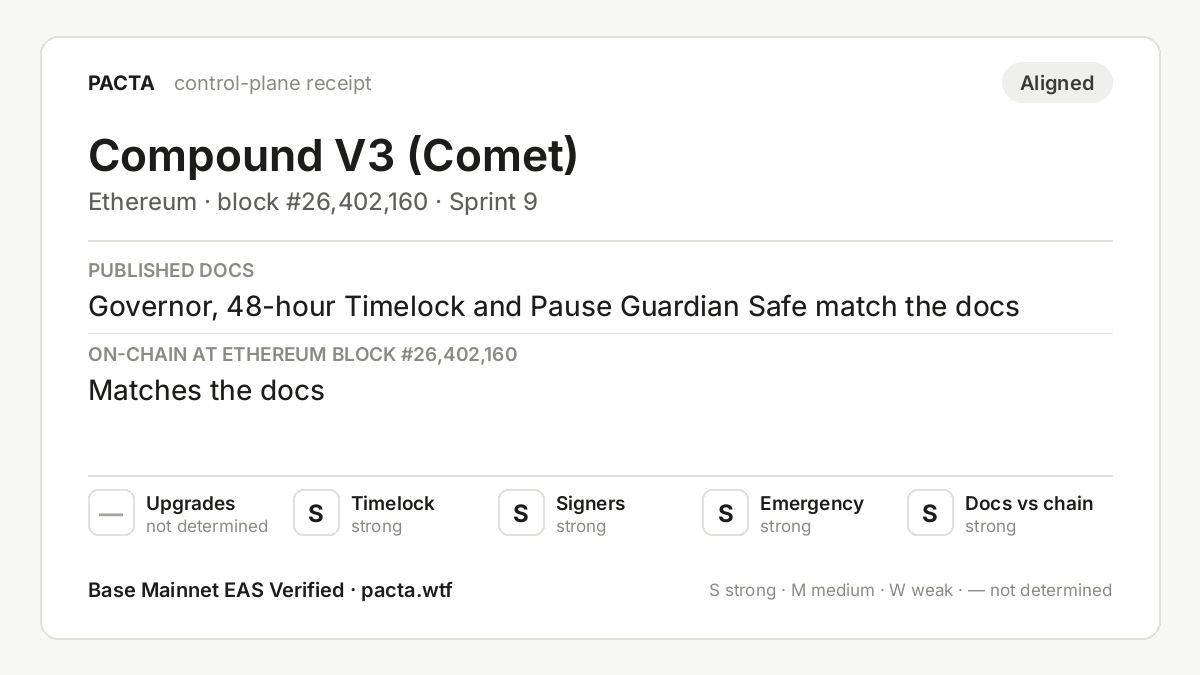 PACTA control-plane receipt Aligned
Compound V3 (Comet)
Ethereum · block #26,402,160 · Sprint 9
PUBLISHED DOCS
Governor, 48-hour Timelock and Pause Guardian Safe match the docs
ON-CHAIN AT ETHEREUM BLOCK #26,402,160
Matches the docs
— Upgrades
not determined
S Timelock
strong
S Signers
strong
S Emergency
strong
S Docs vs chain
strong
Base Mainnet EAS Verified · pacta.wtf
S strong · M medium · W weak · — not determined